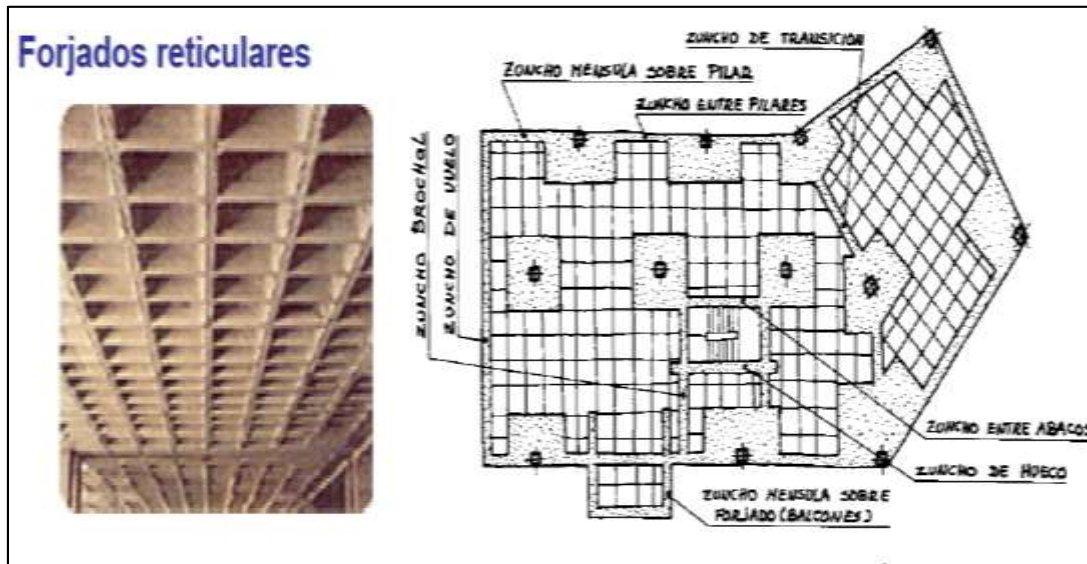 Forjados reticulares
ZUNCHO DE TRANSICION
ZUNCHO MÉNSULA SOBRE PILAR
ZUNCHO ENTRE PILARES
ZUNCHO BROCHAL
ZUNCHO DE VUELO
ZUNCHO ENTRE ABACOS
ZUNCHO DE HUECO
ZUNCHO MENSULA SOBRE
FORJADO (BALCONES)